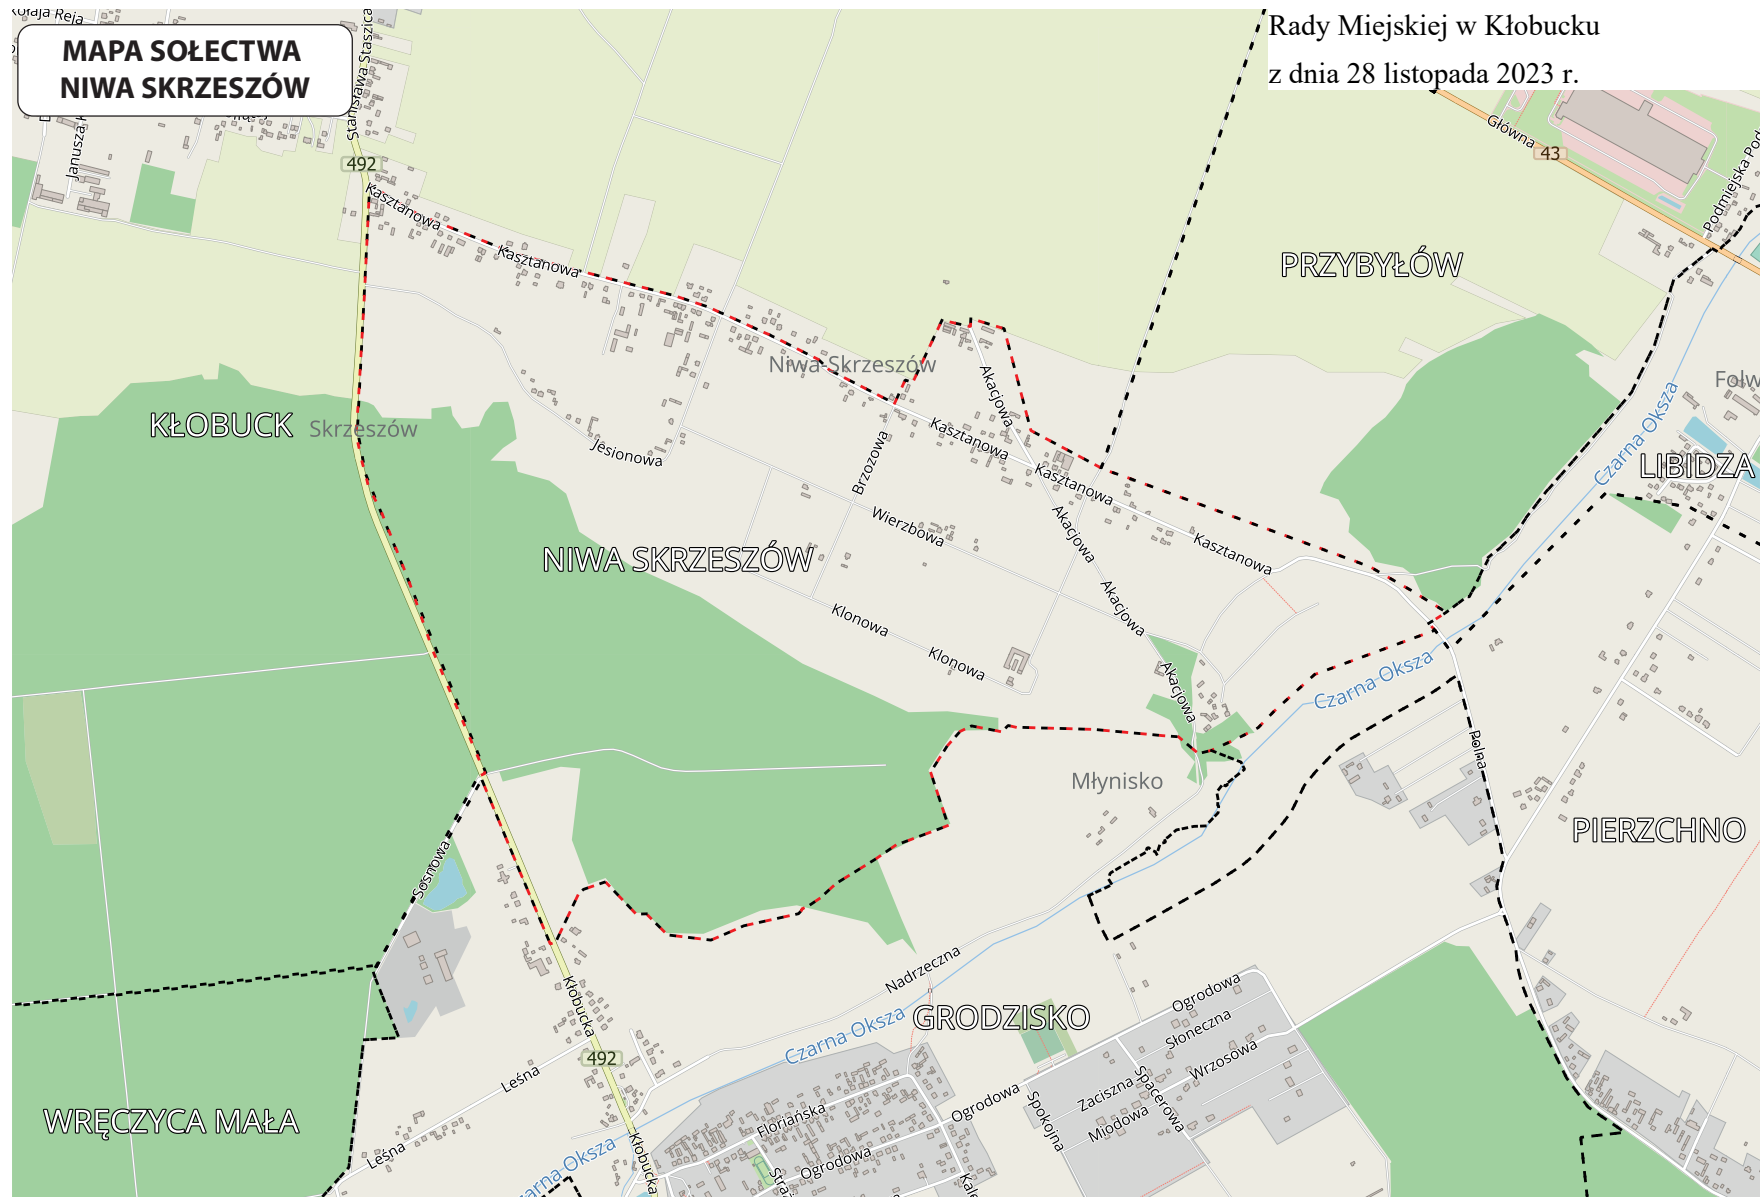 Rady Miejskiej w Kłobucku
z dnia 28 listopada 2023 r.
MAPA SOŁECTWA
NIWA SKRZESZÓW
Stanisława Staszica
492
Główna
43
Kasztanowa
Kasztanowa
PRZYBYŁÓW
Niwa-Skrzeszów
Akacjowa
KŁOBUCK
Skrzeszów
Kasztanowa
Jesionowa
Brzozowa
Kasztanowa
Czarna Oksza
LIBIDZA
Wierzbowa
Akacjowa
Kasztanowa
NIWA SKRZESZÓW
Akacjowa
Klonowa
Klonowa
Akacjowa
Czarna Oksza
Polna
Młynisko
PIERZCHNO
Sosnowa
Nadrzeczna
Ogrodowa
Kłobucka
GRODZISKO
Słoneczna
Czarna Oksza
492
Wrzosowa
Leśna
Zaciszna
Spacerowa
Ogrodowa
Spokojna
Miodowa
WRĘCZYCA MAŁA
Floriańska
Kłobucka
Leśna
Ogrodowa